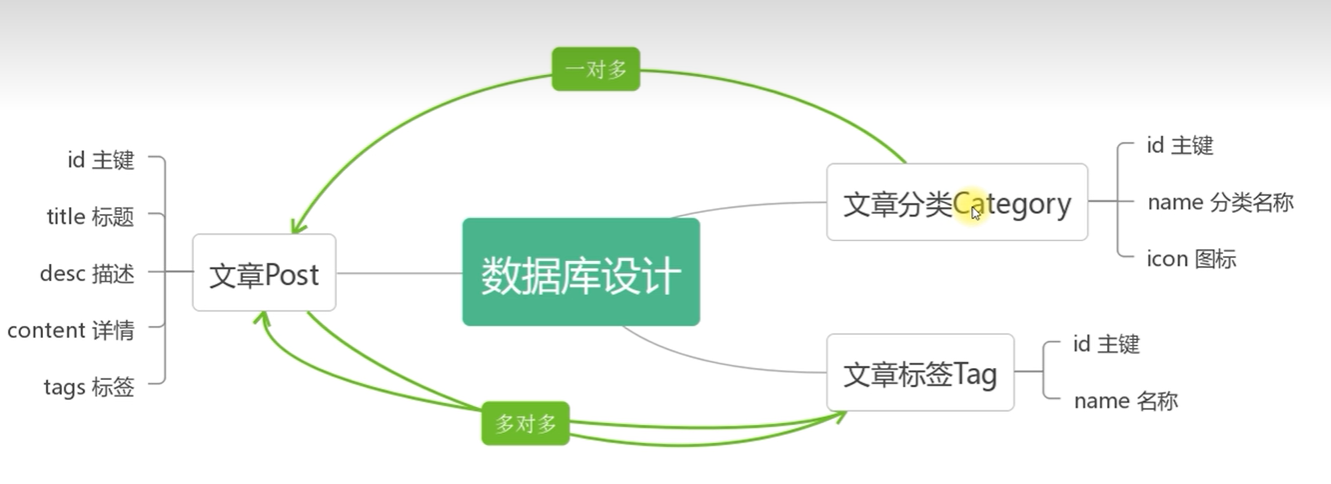 一对多
id 主键
title 标题
desc 描述
content 详情
tags 标签
文章Post
数据库设计
文章分类Category
id 主键
name 分类名称
icon 图标
文章标签Tag
id 主键
name 名称
多对多